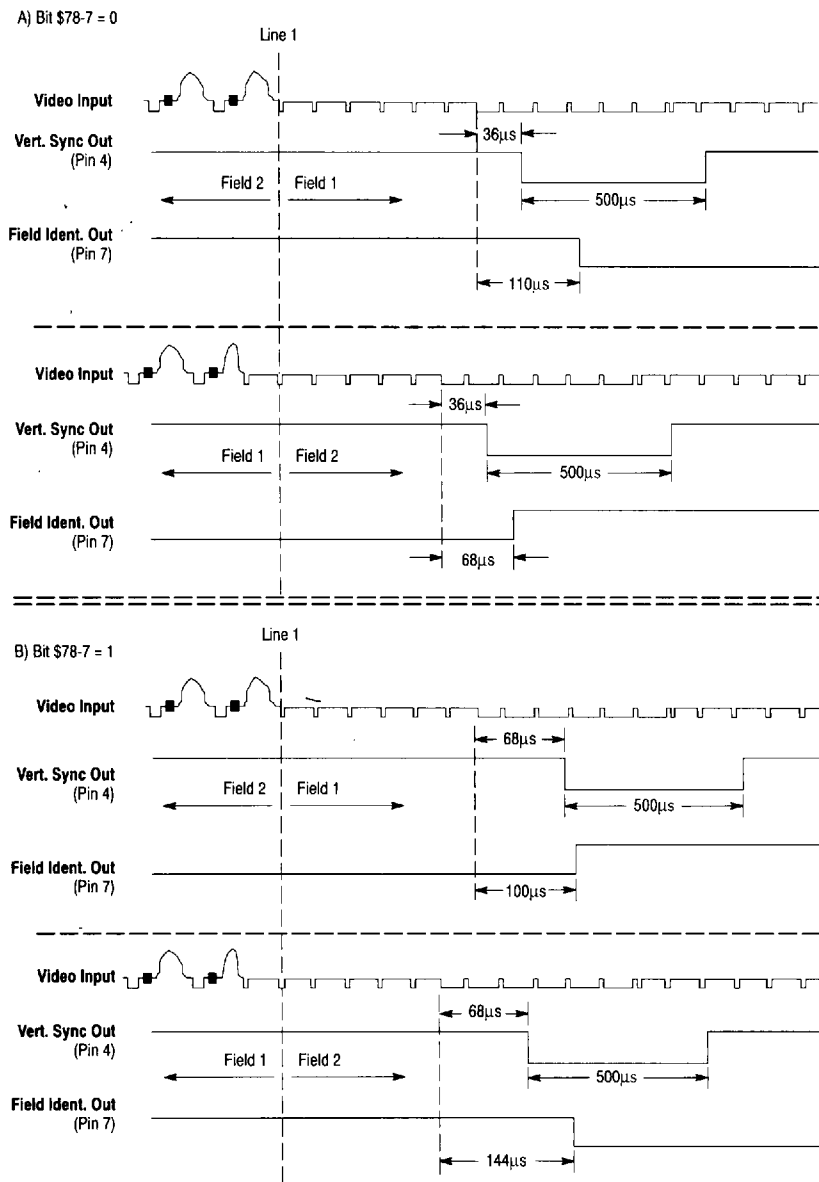 A) Bit $78-7 = 0
Line 1
Video Input
36µs
Vert. Sync Out
(Pin 4)
Field 2 Field 1
500µs
Field Ident. Out
(Pin 7)
110µs
Video Input
36µs
Vert. Sync Out
(Pin 4)
Field 1 Field 2
500µs
Field Ident. Out
(Pin 7)
68µs
Line 1
B) Bit $78-7 = 1
Video Input
68µs
Vert. Sync Out
(Pin 4)
Field 2 Field 1
500µs
Field Ident. Out
(Pin 7)
100µs
Video Input
68µs
Vert. Sync Out
(Pin 4)
Field 1 Field 2
500µs
Field Ident. Out
(Pin 7)
144µs